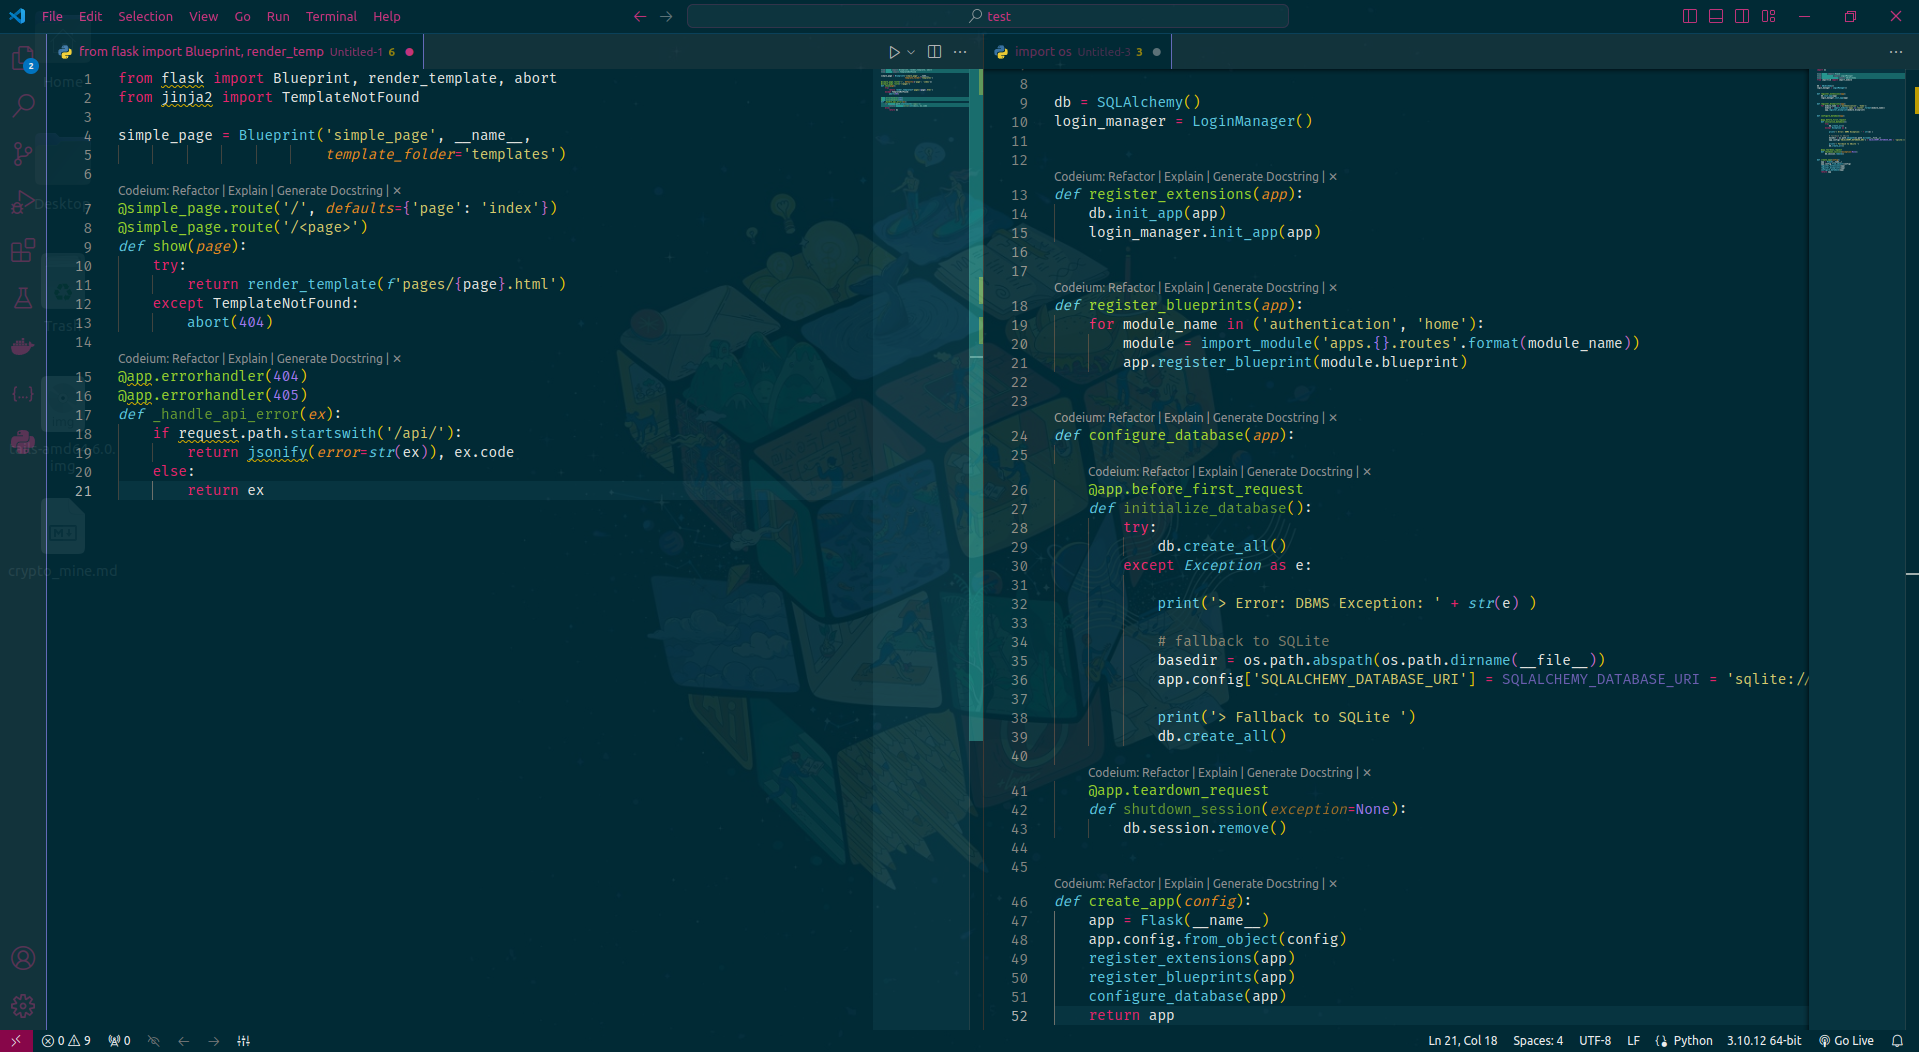 File Edit Selection View Go Run Terminal Help
test
from flask import Blueprint, render_temp Untitled-1 6
import os Untitled-3 3
2
Home
Desktop
Trash
tails-amd64-6.0.
img
crypto_mine.md
1 from flask import Blueprint, render_template, abort
2 from jinja2 import TemplateNotFound
3
4 simple_page = Blueprint('simple_page', __name__,
5 template_folder='templates')
6
Codeium: Refactor | Explain | Generate Docstring | ×
7 @simple_page.route('/', defaults={'page': 'index'})
8 @simple_page.route('/<page>')
9 def show(page):
10 try:
11 return render_template(f'pages/{page}.html')
12 except TemplateNotFound:
13 abort(404)
14
Codeium: Refactor | Explain | Generate Docstring | ×
15 @app.errorhandler(404)
16 @app.errorhandler(405)
17 def _handle_api_error(ex):
18 if request.path.startswith('/api/'):
19 return jsonify(error=str(ex)), ex.code
20 else:
21 return ex
8
9 db = SQLAlchemy()
10 login_manager = LoginManager()
11
12
Codeium: Refactor | Explain | Generate Docstring | ×
13 def register_extensions(app):
14 db.init_app(app)
15 login_manager.init_app(app)
16
17
Codeium: Refactor | Explain | Generate Docstring | ×
18 def register_blueprints(app):
19 for module_name in ('authentication', 'home'):
20 module = import_module('apps.{}.routes'.format(module_name))
21 app.register_blueprint(module.blueprint)
22
23
Codeium: Refactor | Explain | Generate Docstring | ×
24 def configure_database(app):
25
Codeium: Refactor | Explain | Generate Docstring | ×
26 @app.before_first_request
27 def initialize_database():
28 try:
29 db.create_all()
30 except Exception as e:
31
32 print('> Error: DBMS Exception: ' + str(e) )
33
34 # fallback to SQLite
35 basedir = os.path.abspath(os.path.dirname(__file__))
36 app.config['SQLALCHEMY_DATABASE_URI'] = SQLALCHEMY_DATABASE_URI = 'sqlite://
37
38 print('> Fallback to SQLite ')
39 db.create_all()
40
Codeium: Refactor | Explain | Generate Docstring | ×
41 @app.teardown_request
42 def shutdown_session(exception=None):
43 db.session.remove()
44
45
Codeium: Refactor | Explain | Generate Docstring | ×
46 def create_app(config):
47 app = Flask(__name__)
48 app.config.from_object(config)
49 register_extensions(app)
50 register_blueprints(app)
51 configure_database(app)
52 return app
0 9 0 Ln 21, Col 18 Spaces: 4 UTF-8 LF Python 3.10.12 64-bit Go Live